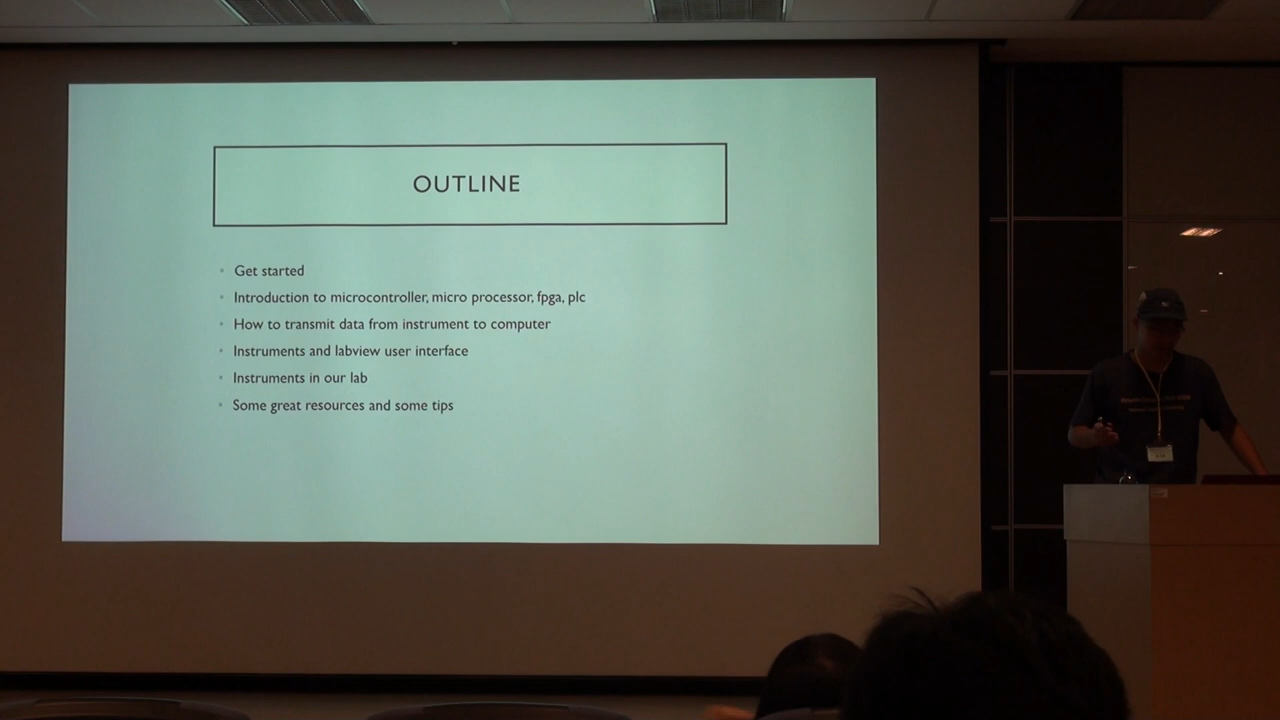 OUTLINE
Get started
Introduction to microcontroller, micro processor, fpga, plc
How to transmit data from instrument to computer
Instruments and labview user interface
Instruments in our lab
Some great resources and some tips